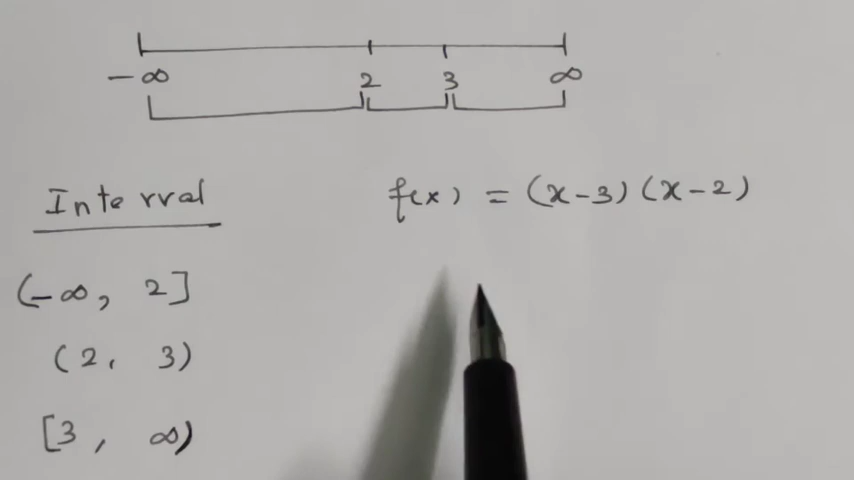 -∞ 2 3 ∞
Interval
f(x) = (x-3)(x-2)
(-∞, 2]
(2, 3)
[3, ∞)